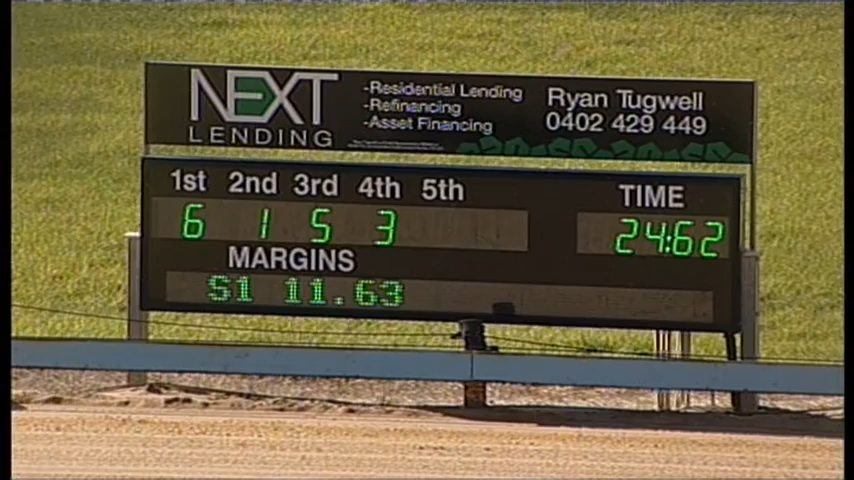 NEXT
LENDING
-Residential Lending
-Refinancing
-Asset Financing
Ryan Tugwell
0402 429 449
1st 2nd 3rd 4th 5th
6 1 5 3
TIME
24:62
MARGINS
S1 11.63